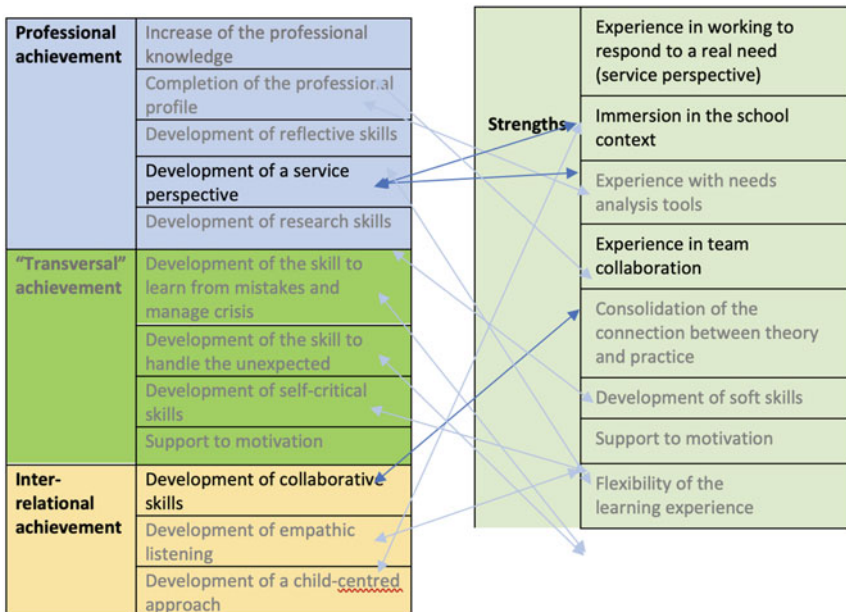 Professional
achievement
Increase of the professional
knowledge
Completion of the professional
profile
Development of reflective skills
Development of a service
perspective
Development of research skills
“Transversal”
achievement
Development of the skill to
learn from mistakes and
manage crisis
Development of the skill to
handle the unexpected
Development of self-critical
skills
Support to motivation
Inter-
relational
achievement
Development of collaborative
skills
Development of empathic
listening
Development of a child-centred
approach
Strengths
Experience in working to
respond to a real need
(service perspective)
Immersion in the school
context
Experience with needs
analysis tools
Experience in team
collaboration
Consolidation of the
connection between theory
and practice
Development of soft skills
Support to motivation
Flexibility of the
learning experience